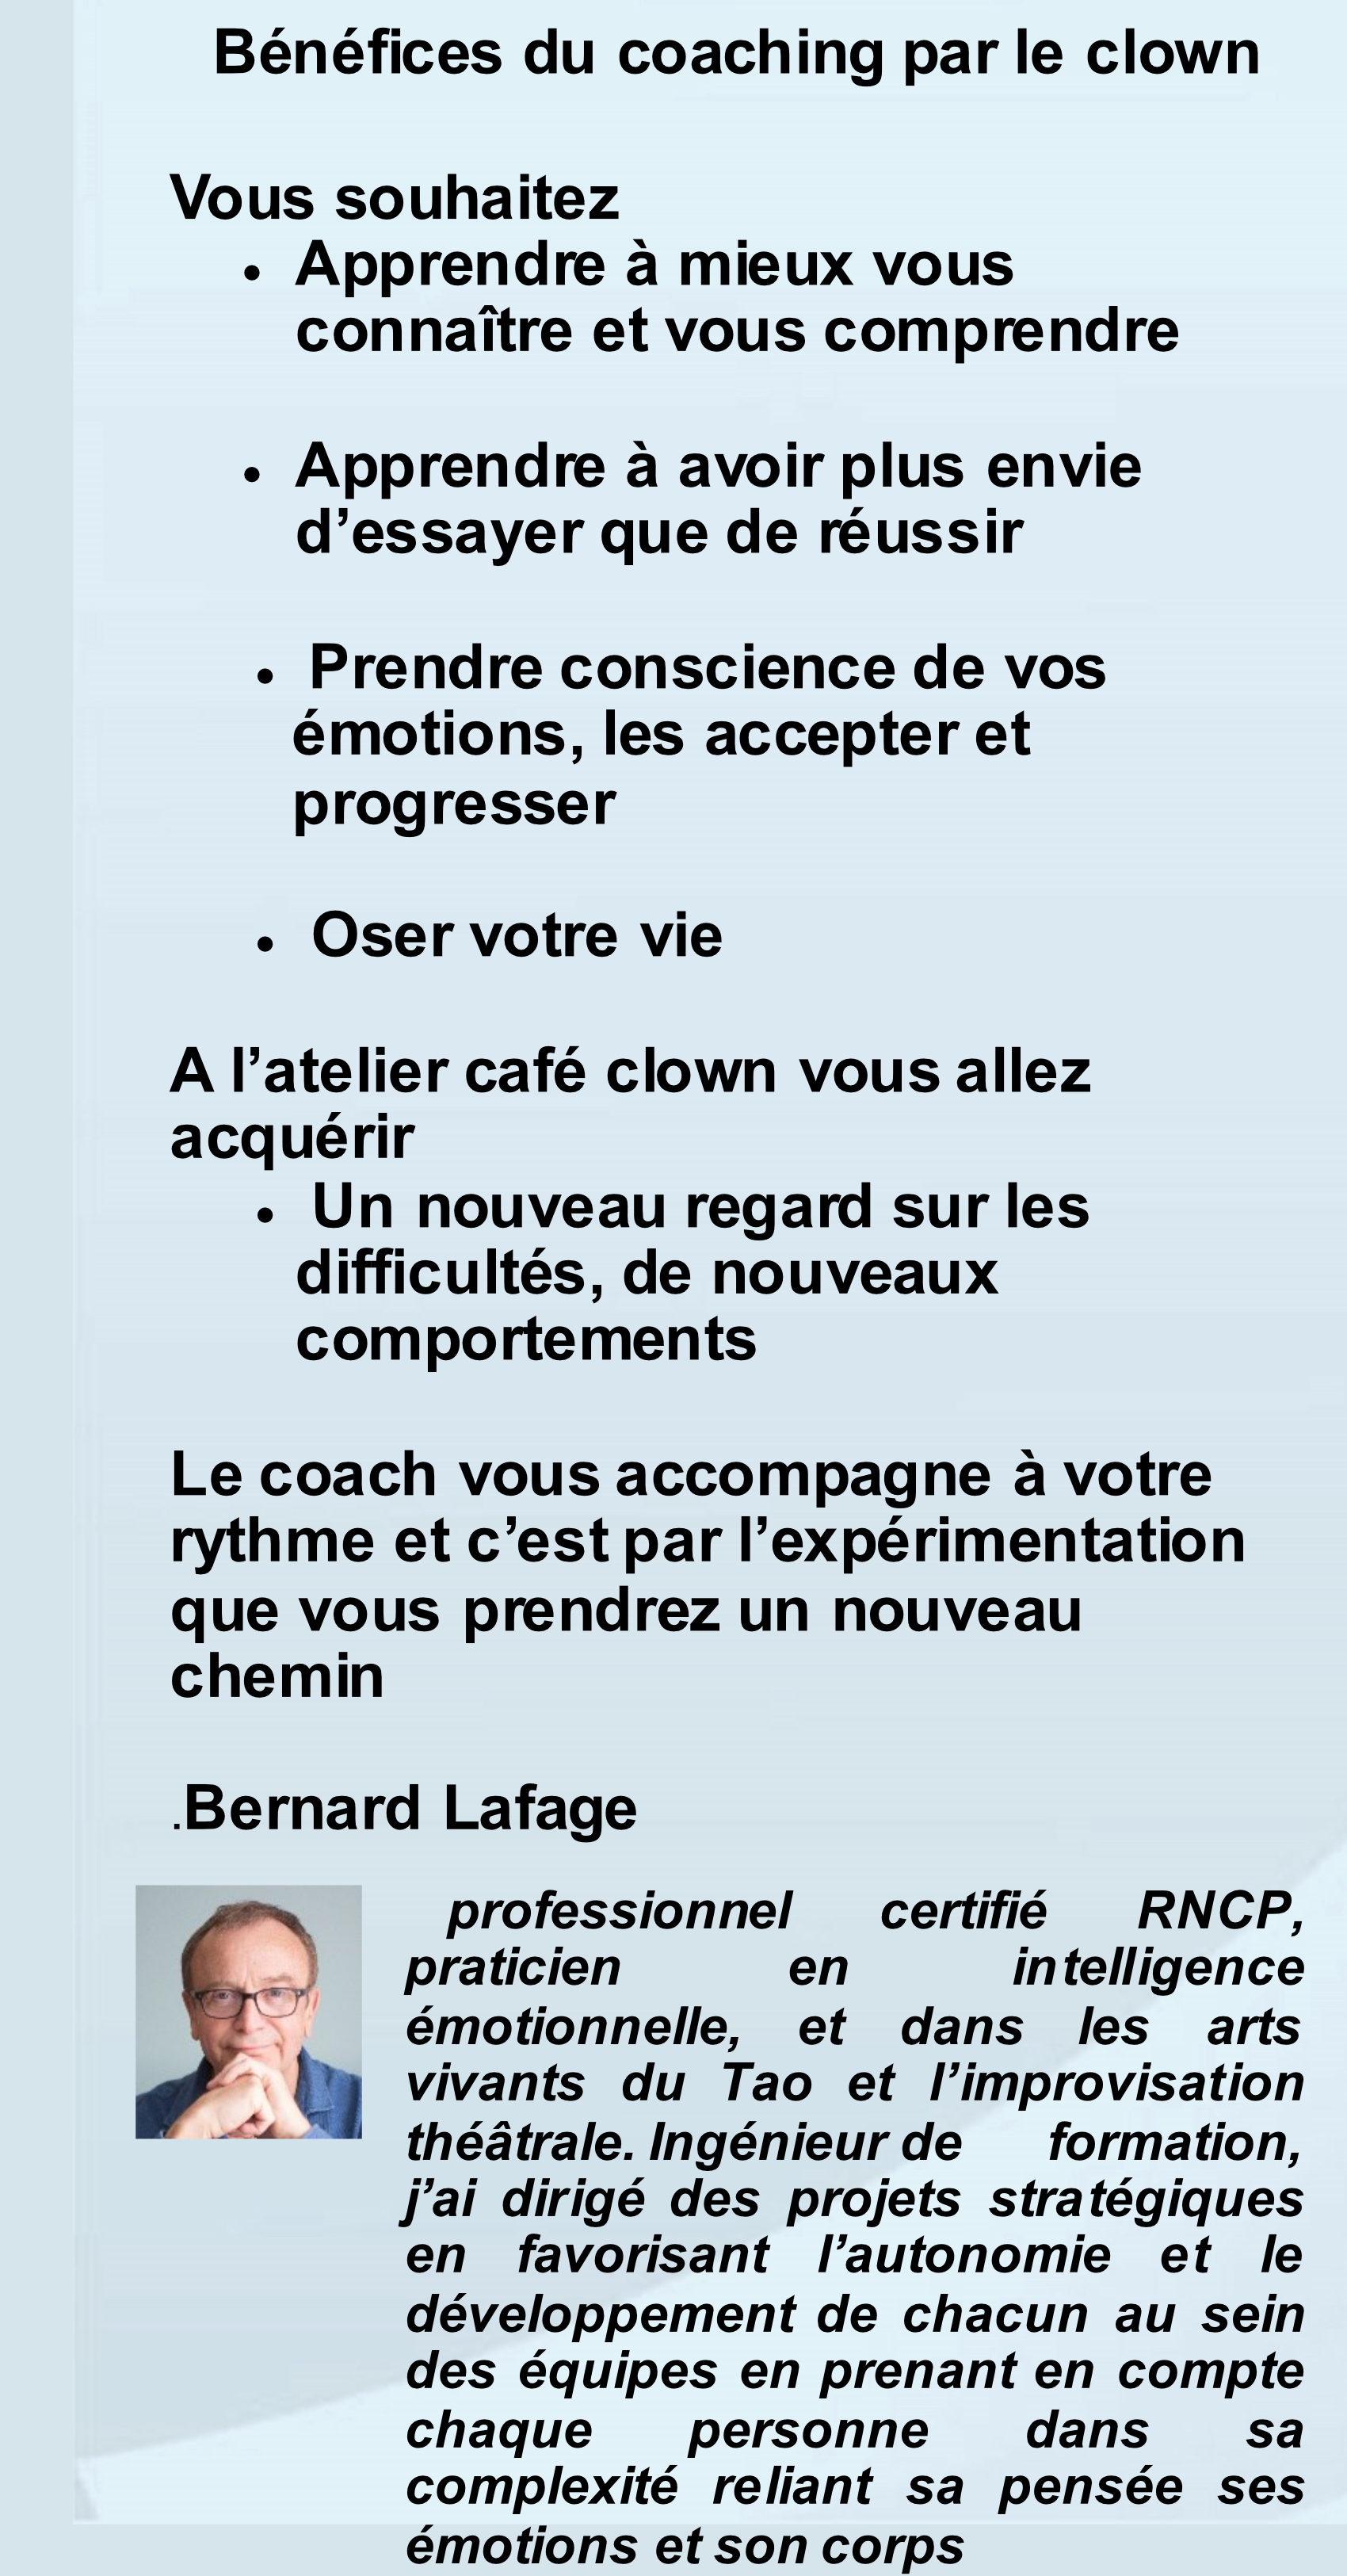 Bénéfices du coaching par le clown
Vous souhaitez
• Apprendre à mieux vous
connaître et vous comprendre
• Apprendre à avoir plus envie
d’essayer que de réussir
• Prendre conscience de vos
émotions, les accepter et
progresser
• Oser votre vie
A l’atelier café clown vous allez
acquérir
• Un nouveau regard sur les
difficultés, de nouveaux
comportements
Le coach vous accompagne à votre
rythme et c’est par l’expérimentation
que vous prendrez un nouveau
chemin
.Bernard Lafage
professionnel certifié RNCP,
praticien en intelligence
émotionnelle, et dans les arts
vivants du Tao et l’improvisation
théâtrale. Ingénieur de formation,
j’ai dirigé des projets stratégiques
en favorisant l’autonomie et le
développement de chacun au sein
des équipes en prenant en compte
chaque personne dans sa
complexité reliant sa pensée ses
émotions et son corps